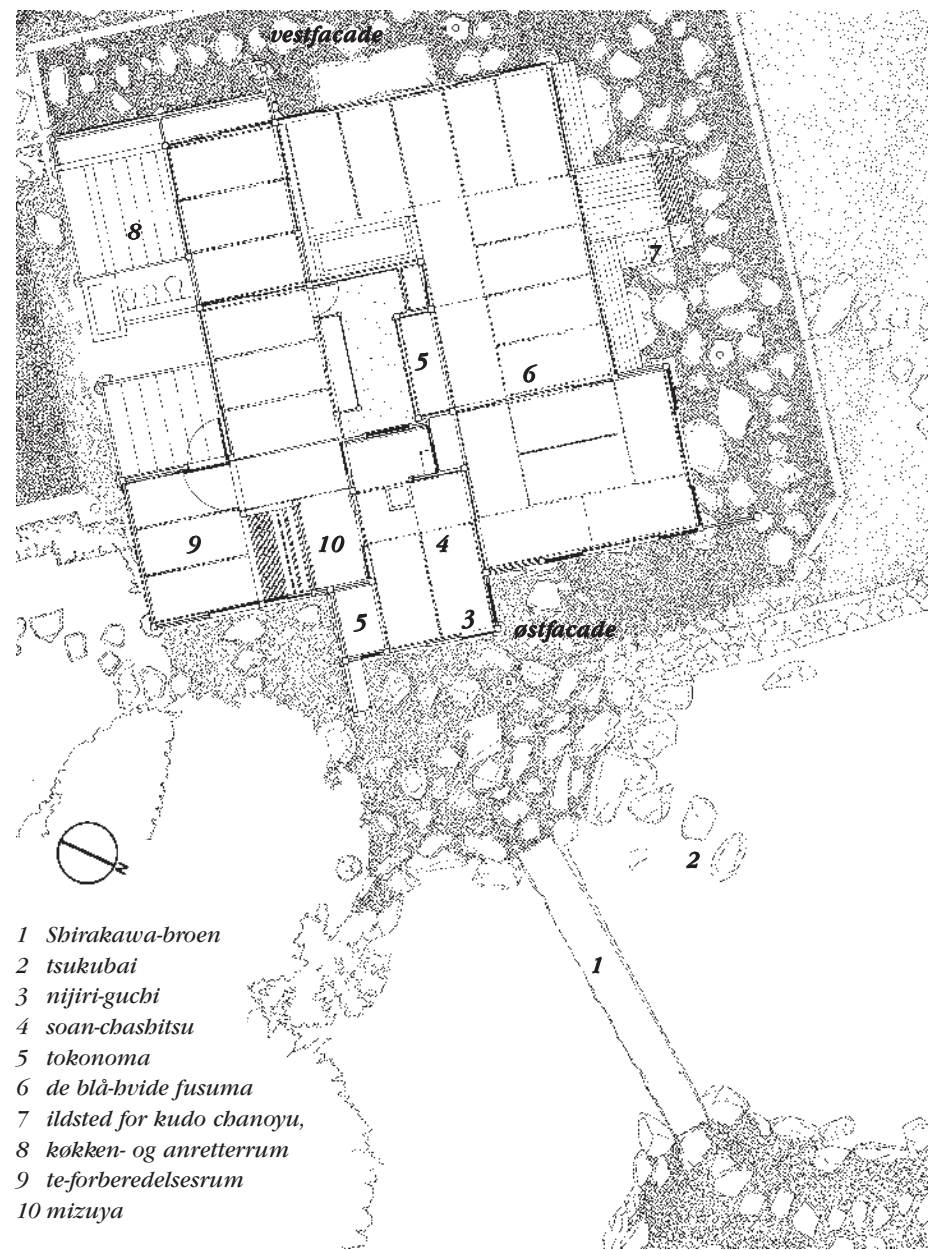 vestfacade
8
7
5
6
9
10
4
5
3
østfacade
N
2
1
1 Shirakawa-broen
2 tsukubai
3 nijiri-guchi
4 soan-chashitsu
5 tokonoma
6 de blå-hvide fusuma
7 ildsted for kudo chanoyu,
8 køkken- og anretterrum
9 te-forberedelsesrum
10 mizuya